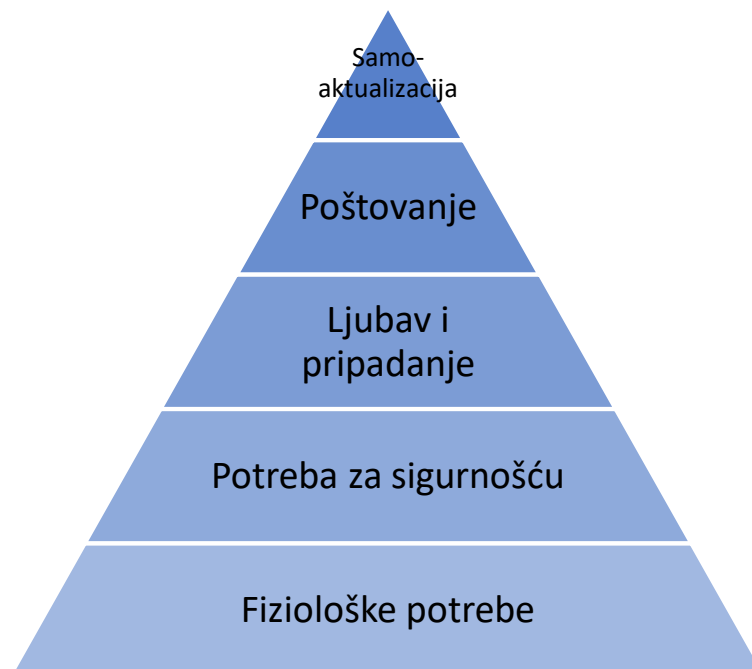 Samo-
aktualizacija
Poštovanje
Ljubav i
pripadanje
Potreba za sigurnošću
Fiziološke potrebe